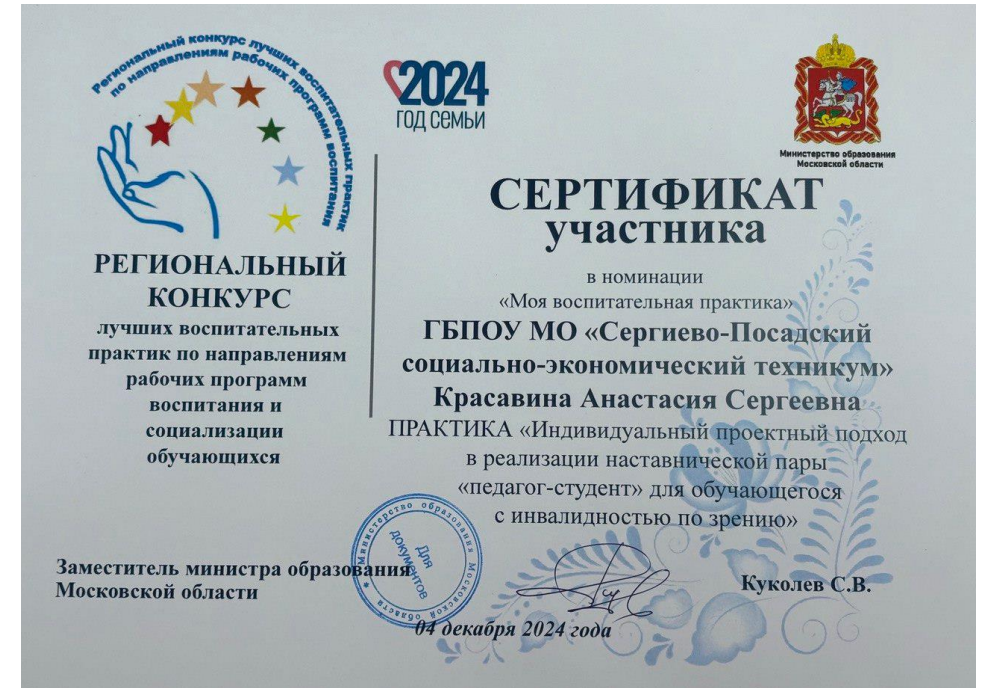 Региональный конкурс лучших воспитательных практик
по направлениям рабочих программ воспитания
2024
ГОД СЕМЬИ
Министерство образования
Московской области
РЕГИОНАЛЬНЫЙ
КОНКУРС
лучших воспитательных
практик по направлениям
рабочих программ
воспитания и
социализации
обучающихся
СЕРТИФИКАТ
участника
в номинации
«Моя воспитательная практика»
ГБПОУ МО «Сергиево-Посадский
социально-экономический техникум»
Красавина Анастасия Сергеевна
ПРАКТИКА «Индивидуальный проектный подход
в реализации наставнической пары
«педагог-студент» для обучающегося
с инвалидностью по зрению»
Заместитель министра образования
Московской области
Министерство образования Московской области
Для
документов
Куколев С.В.
04 декабря 2024 года